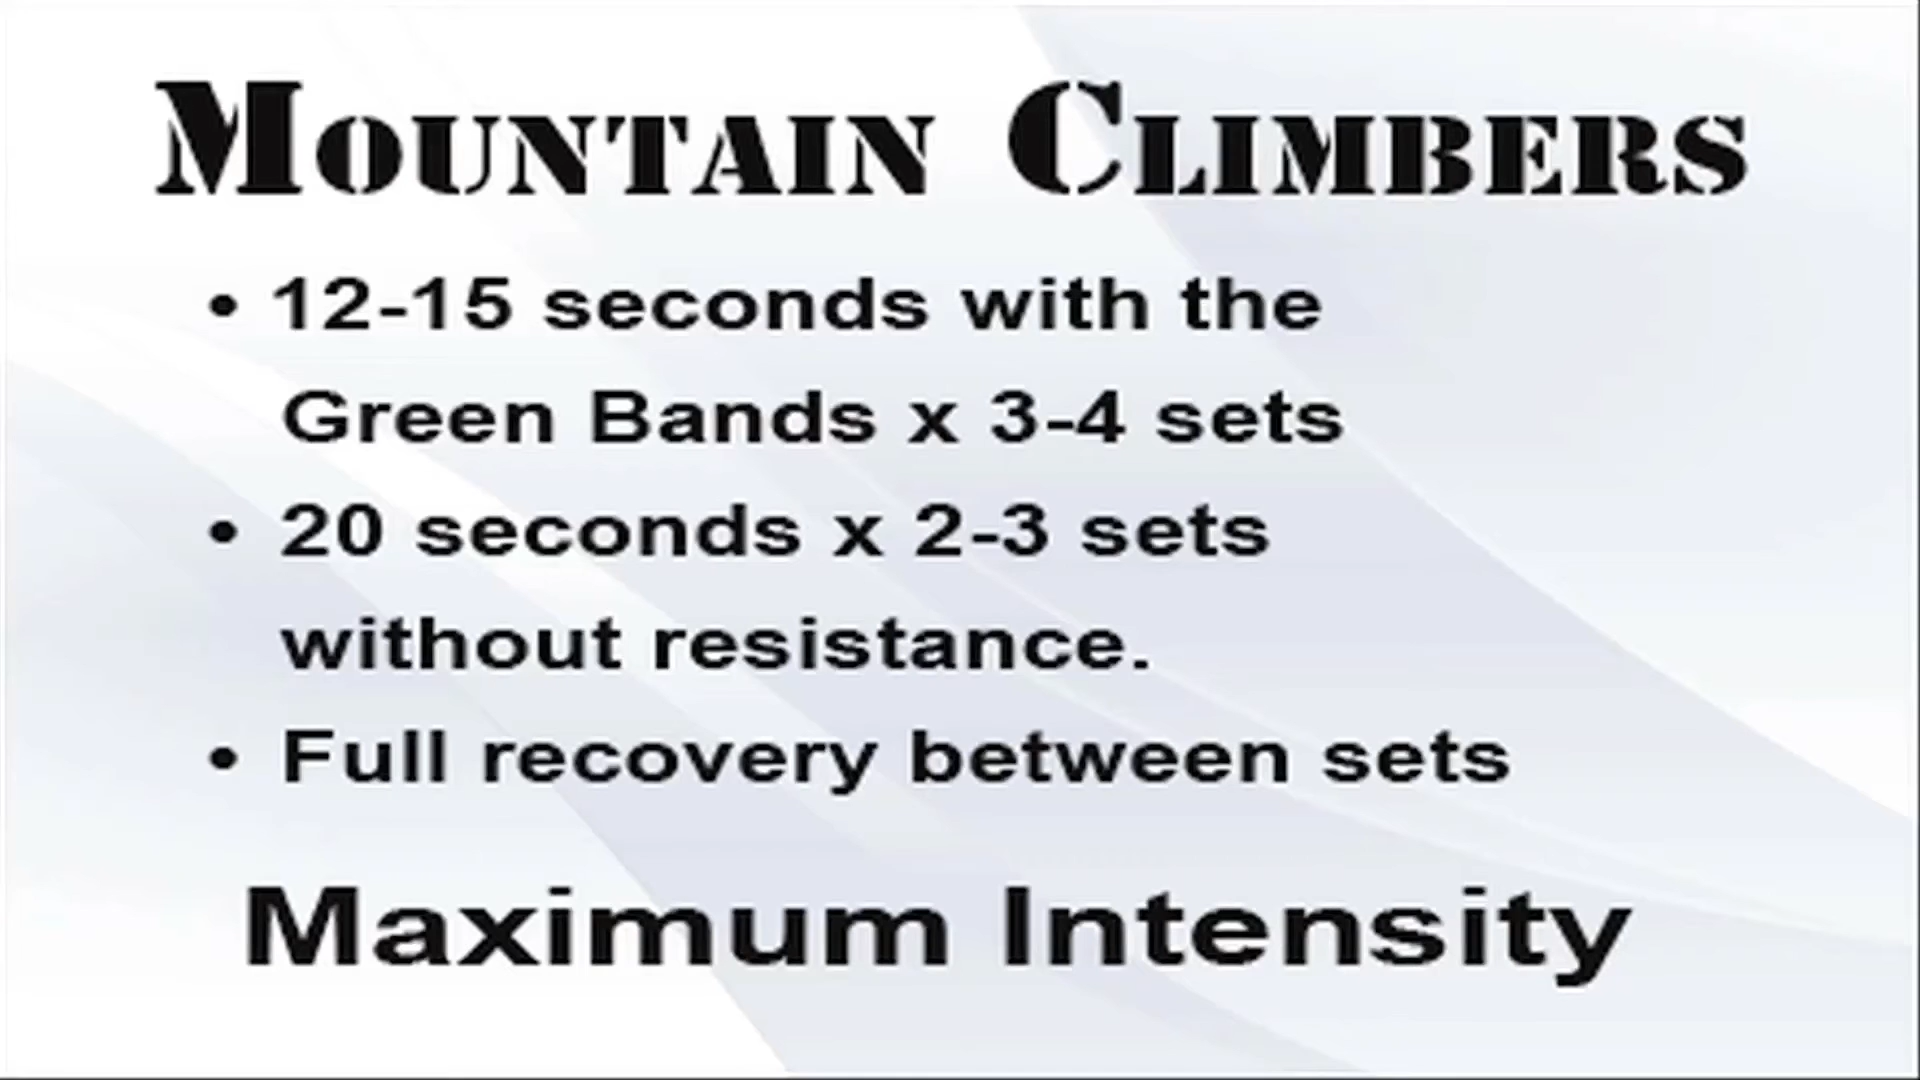 MOUNTAIN CLIMBERS
• 12-15 seconds with the
Green Bands x 3-4 sets
• 20 seconds x 2-3 sets
without resistance.
• Full recovery between sets
Maximum Intensity